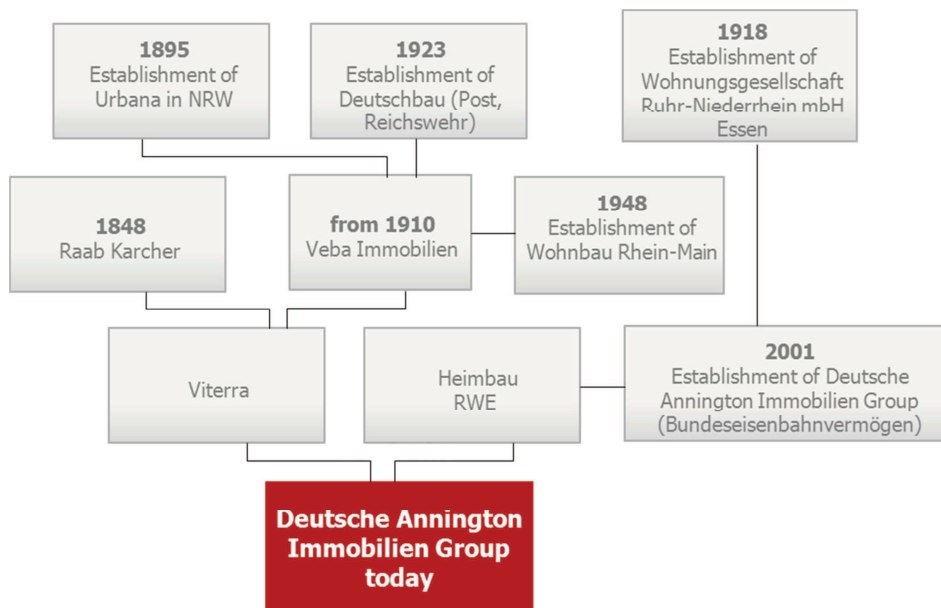 1895
Establishment of
Urbana in NRW
1923
Establishment of
Deutschbau (Post,
Reichswehr)
1918
Establishment of
Wohnungsgesellschaft
Ruhr-Niederrhein mbH
Essen
1848
Raab Karcher
from 1910
Veba Immobilien
1948
Establishment of
Wohnbau Rhein-Main
Viterra
Heimbau
RWE
2001
Establishment of Deutsche
Annington Immobilien Group
(Bundeseisenbahnvermögen)
Deutsche Annington
Immobilien Group
today